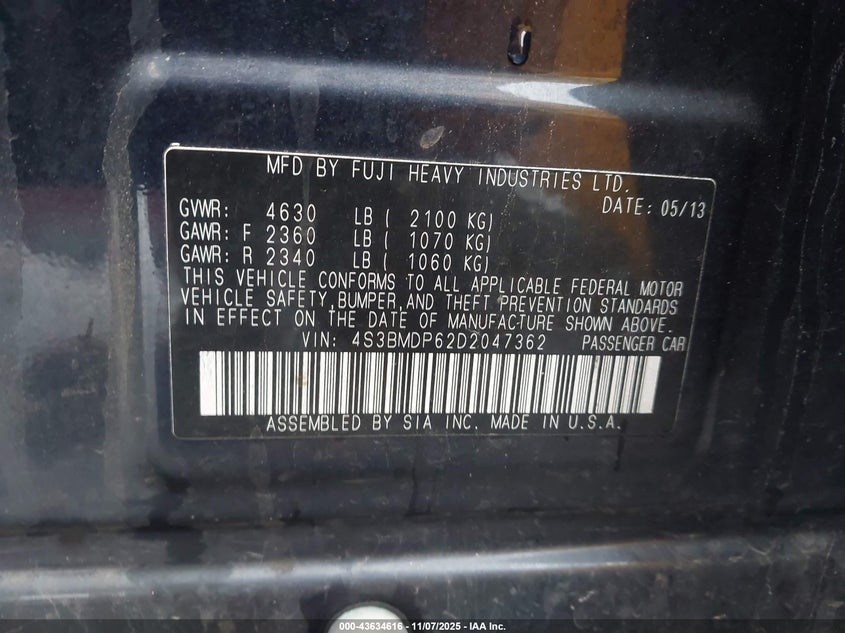 MFD BY FUJI HEAVY INDUSTRIES LTD.
DATE: 05/13
GVWR: 4630 LB ( 2100 KG)
GAWR: F 2360 LB ( 1070 KG)
GAWR: R 2340 LB ( 1060 KG)
THIS VEHICLE CONFORMS TO ALL APPLICABLE FEDERAL MOTOR
VEHICLE SAFETY, BUMPER, AND THEFT PREVENTION STANDARDS
IN EFFECT ON THE DATE OF MANUFACTURE SHOWN ABOVE.
VIN: 4S3BMDP62D2047362 PASSENGER CAR
ASSEMBLED BY SIA INC. MADE IN U.S.A.
000-43634616 - 11/07/2025 - IAA Inc.